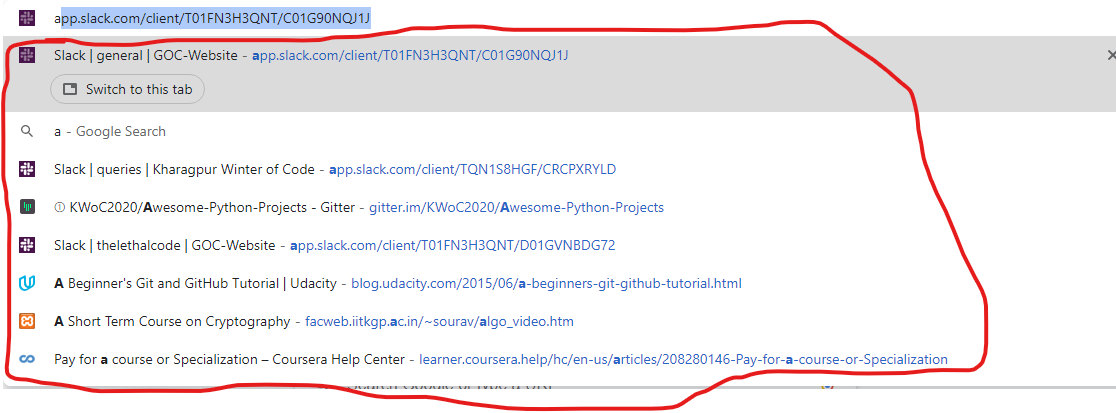 app.slack.com/client/T01FN3H3QNT/C01G90NQJ1J
Slack | general | GOC-Website - app.slack.com/client/T01FN3H3QNT/C01G90NQJ1J
Switch to this tab
a - Google Search
Slack | queries | Kharagpur Winter of Code - app.slack.com/client/TQN1S8HGF/CRCPXRYLD
KWoC2020/Awesome-Python-Projects - Gitter - gitter.im/KWoC2020/Awesome-Python-Projects
Slack | thelethalcode | GOC-Website - app.slack.com/client/T01FN3H3QNT/D01GVNBDG72
A Beginner's Git and GitHub Tutorial | Udacity - blog.udacity.com/2015/06/a-beginners-git-github-tutorial.html
A Short Term Course on Cryptography - facweb.iitkgp.ac.in/~sourav/algo_video.htm
Pay for a course or Specialization – Coursera Help Center - learner.coursera.help/hc/en-us/articles/208280146-Pay-for-a-course-or-Specialization